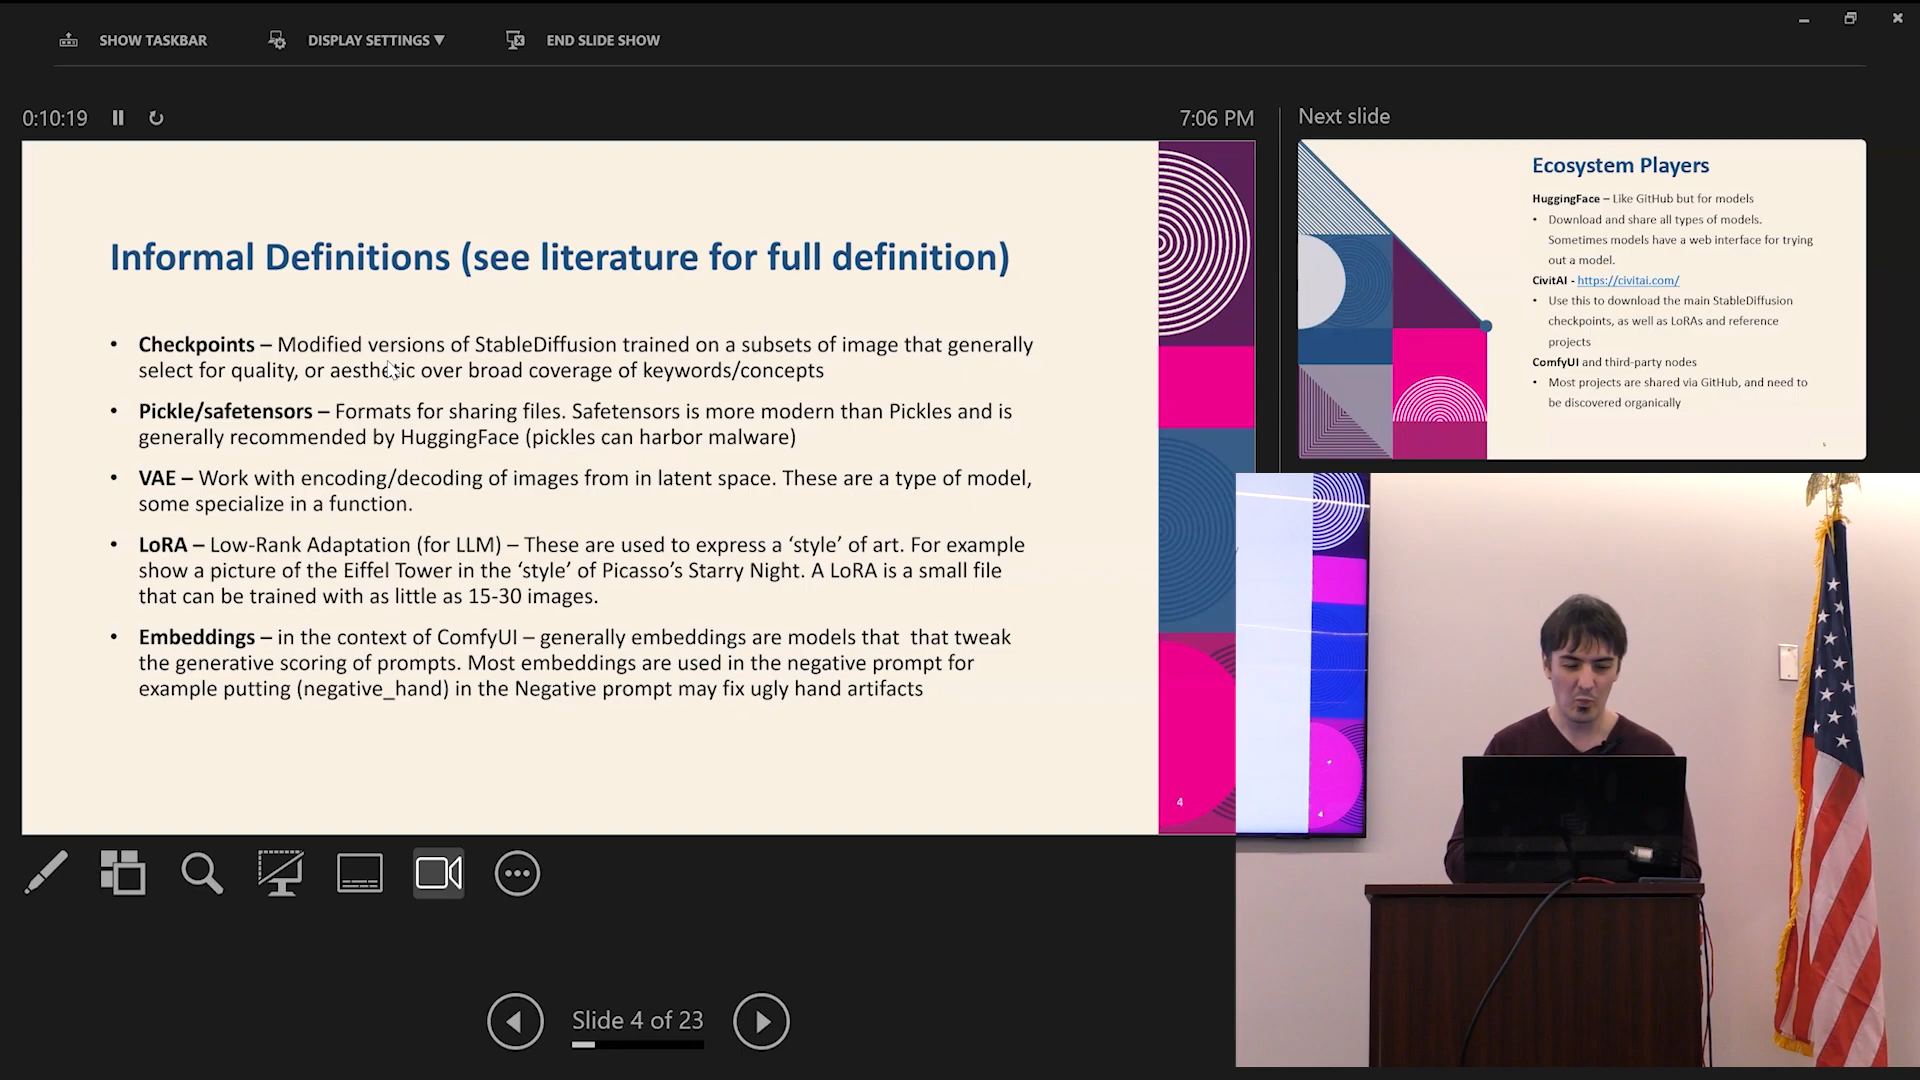 SHOW TASKBAR
DISPLAY SETTINGS ▼
END SLIDE SHOW
0:10:19
7:06 PM
Informal Definitions (see literature for full definition)
• Checkpoints – Modified versions of StableDiffusion trained on a subsets of image that generally
select for quality, or aesthetic over broad coverage of keywords/concepts
• Pickle/safetensors – Formats for sharing files. Safetensors is more modern than Pickles and is
generally recommended by HuggingFace (pickles can harbor malware)
• VAE – Work with encoding/decoding of images from in latent space. These are a type of model,
some specialize in a function.
• LoRA – Low-Rank Adaptation (for LLM) – These are used to express a ‘style’ of art. For example
show a picture of the Eiffel Tower in the ‘style’ of Picasso’s Starry Night. A LoRA is a small file
that can be trained with as little as 15-30 images.
• Embeddings – in the context of ComfyUI – generally embeddings are models that  that tweak
the generative scoring of prompts. Most embeddings are used in the negative prompt for
example putting (negative_hand) in the Negative prompt may fix ugly hand artifacts
4
Next slide
Ecosystem Players
HuggingFace – Like GitHub but for models
• Download and share all types of models.
Sometimes models have a web interface for trying
out a model.
CivitAI - https://civitai.com/
• Use this to download the main StableDiffusion
checkpoints, as well as LoRAs and reference
projects
ComfyUI and third-party nodes
• Most projects are shared via GitHub, and need to
be discovered organically
4
Slide 4 of 23